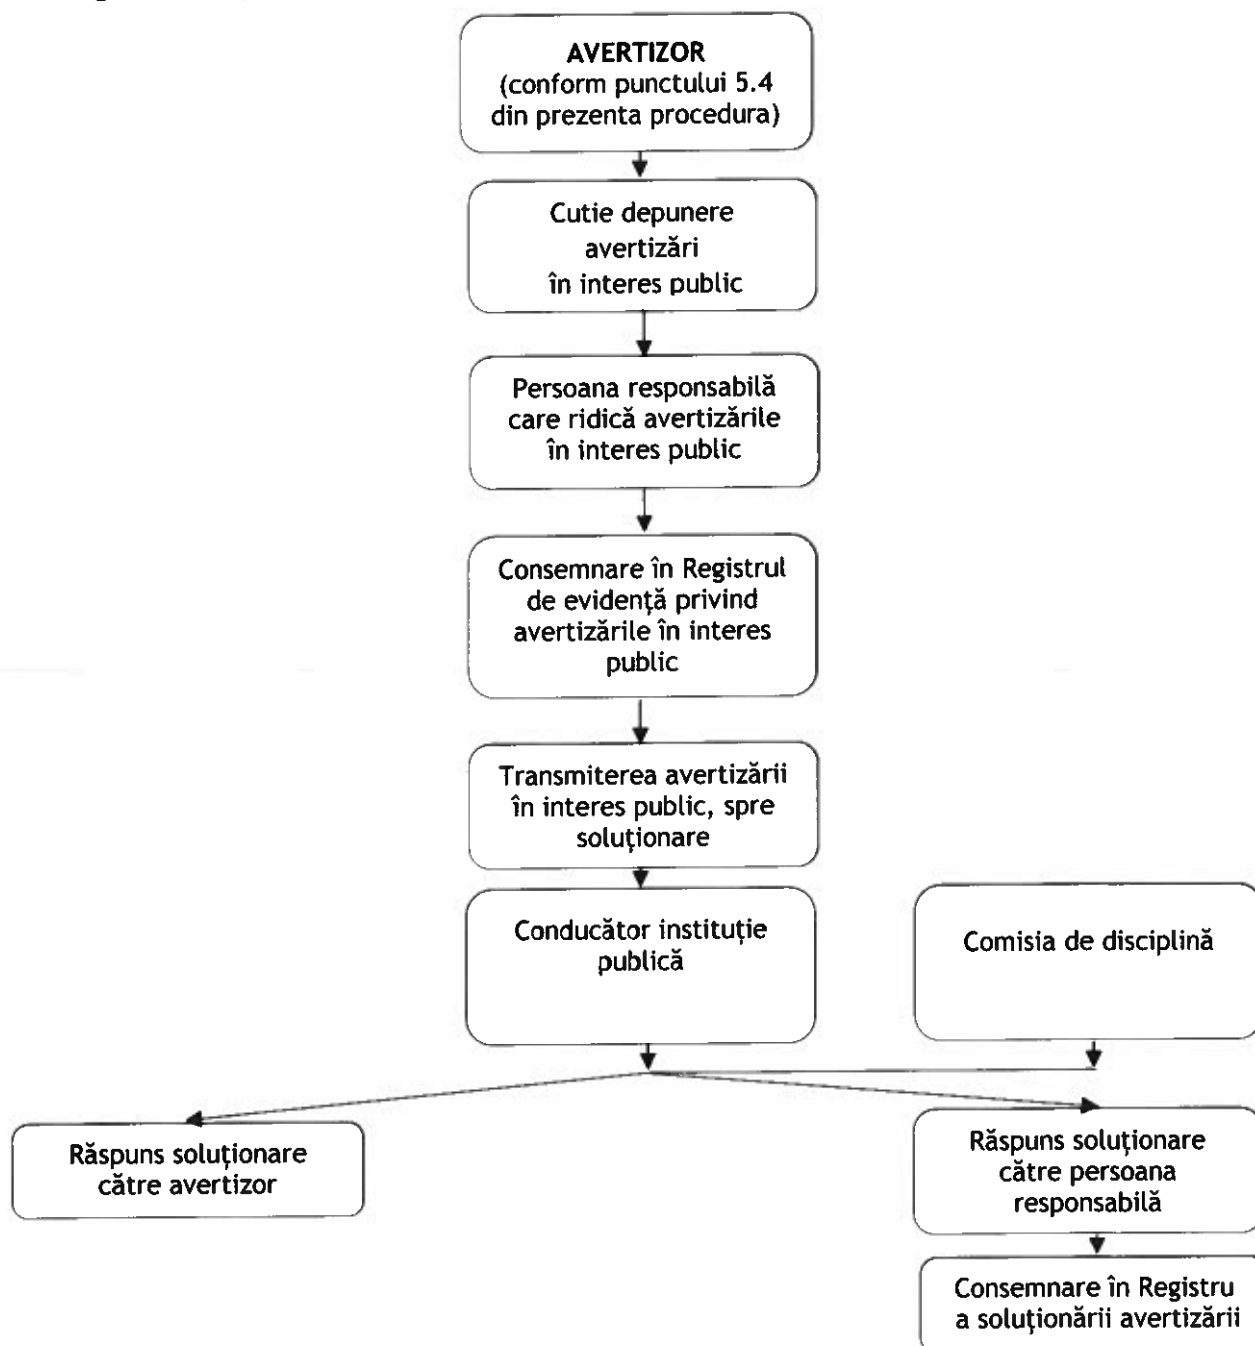 AVERTIZOR
(conform punctului 5.4
din prezenta procedura)
Cutie depunere
avertizări
în interes public
Persoana responsabilă
care ridică avertizările
în interes public
Consemnare în Registrul
de evidență privind
avertizările în interes
public
Transmiterea avertizării
în interes public, spre
soluționare
Conducător instituție
publică
Comisia de disciplină
Răspuns soluționare
către avertizor
Răspuns soluționare
către persoana
responsabilă
Consemnare în Registru
a soluționării avertizării